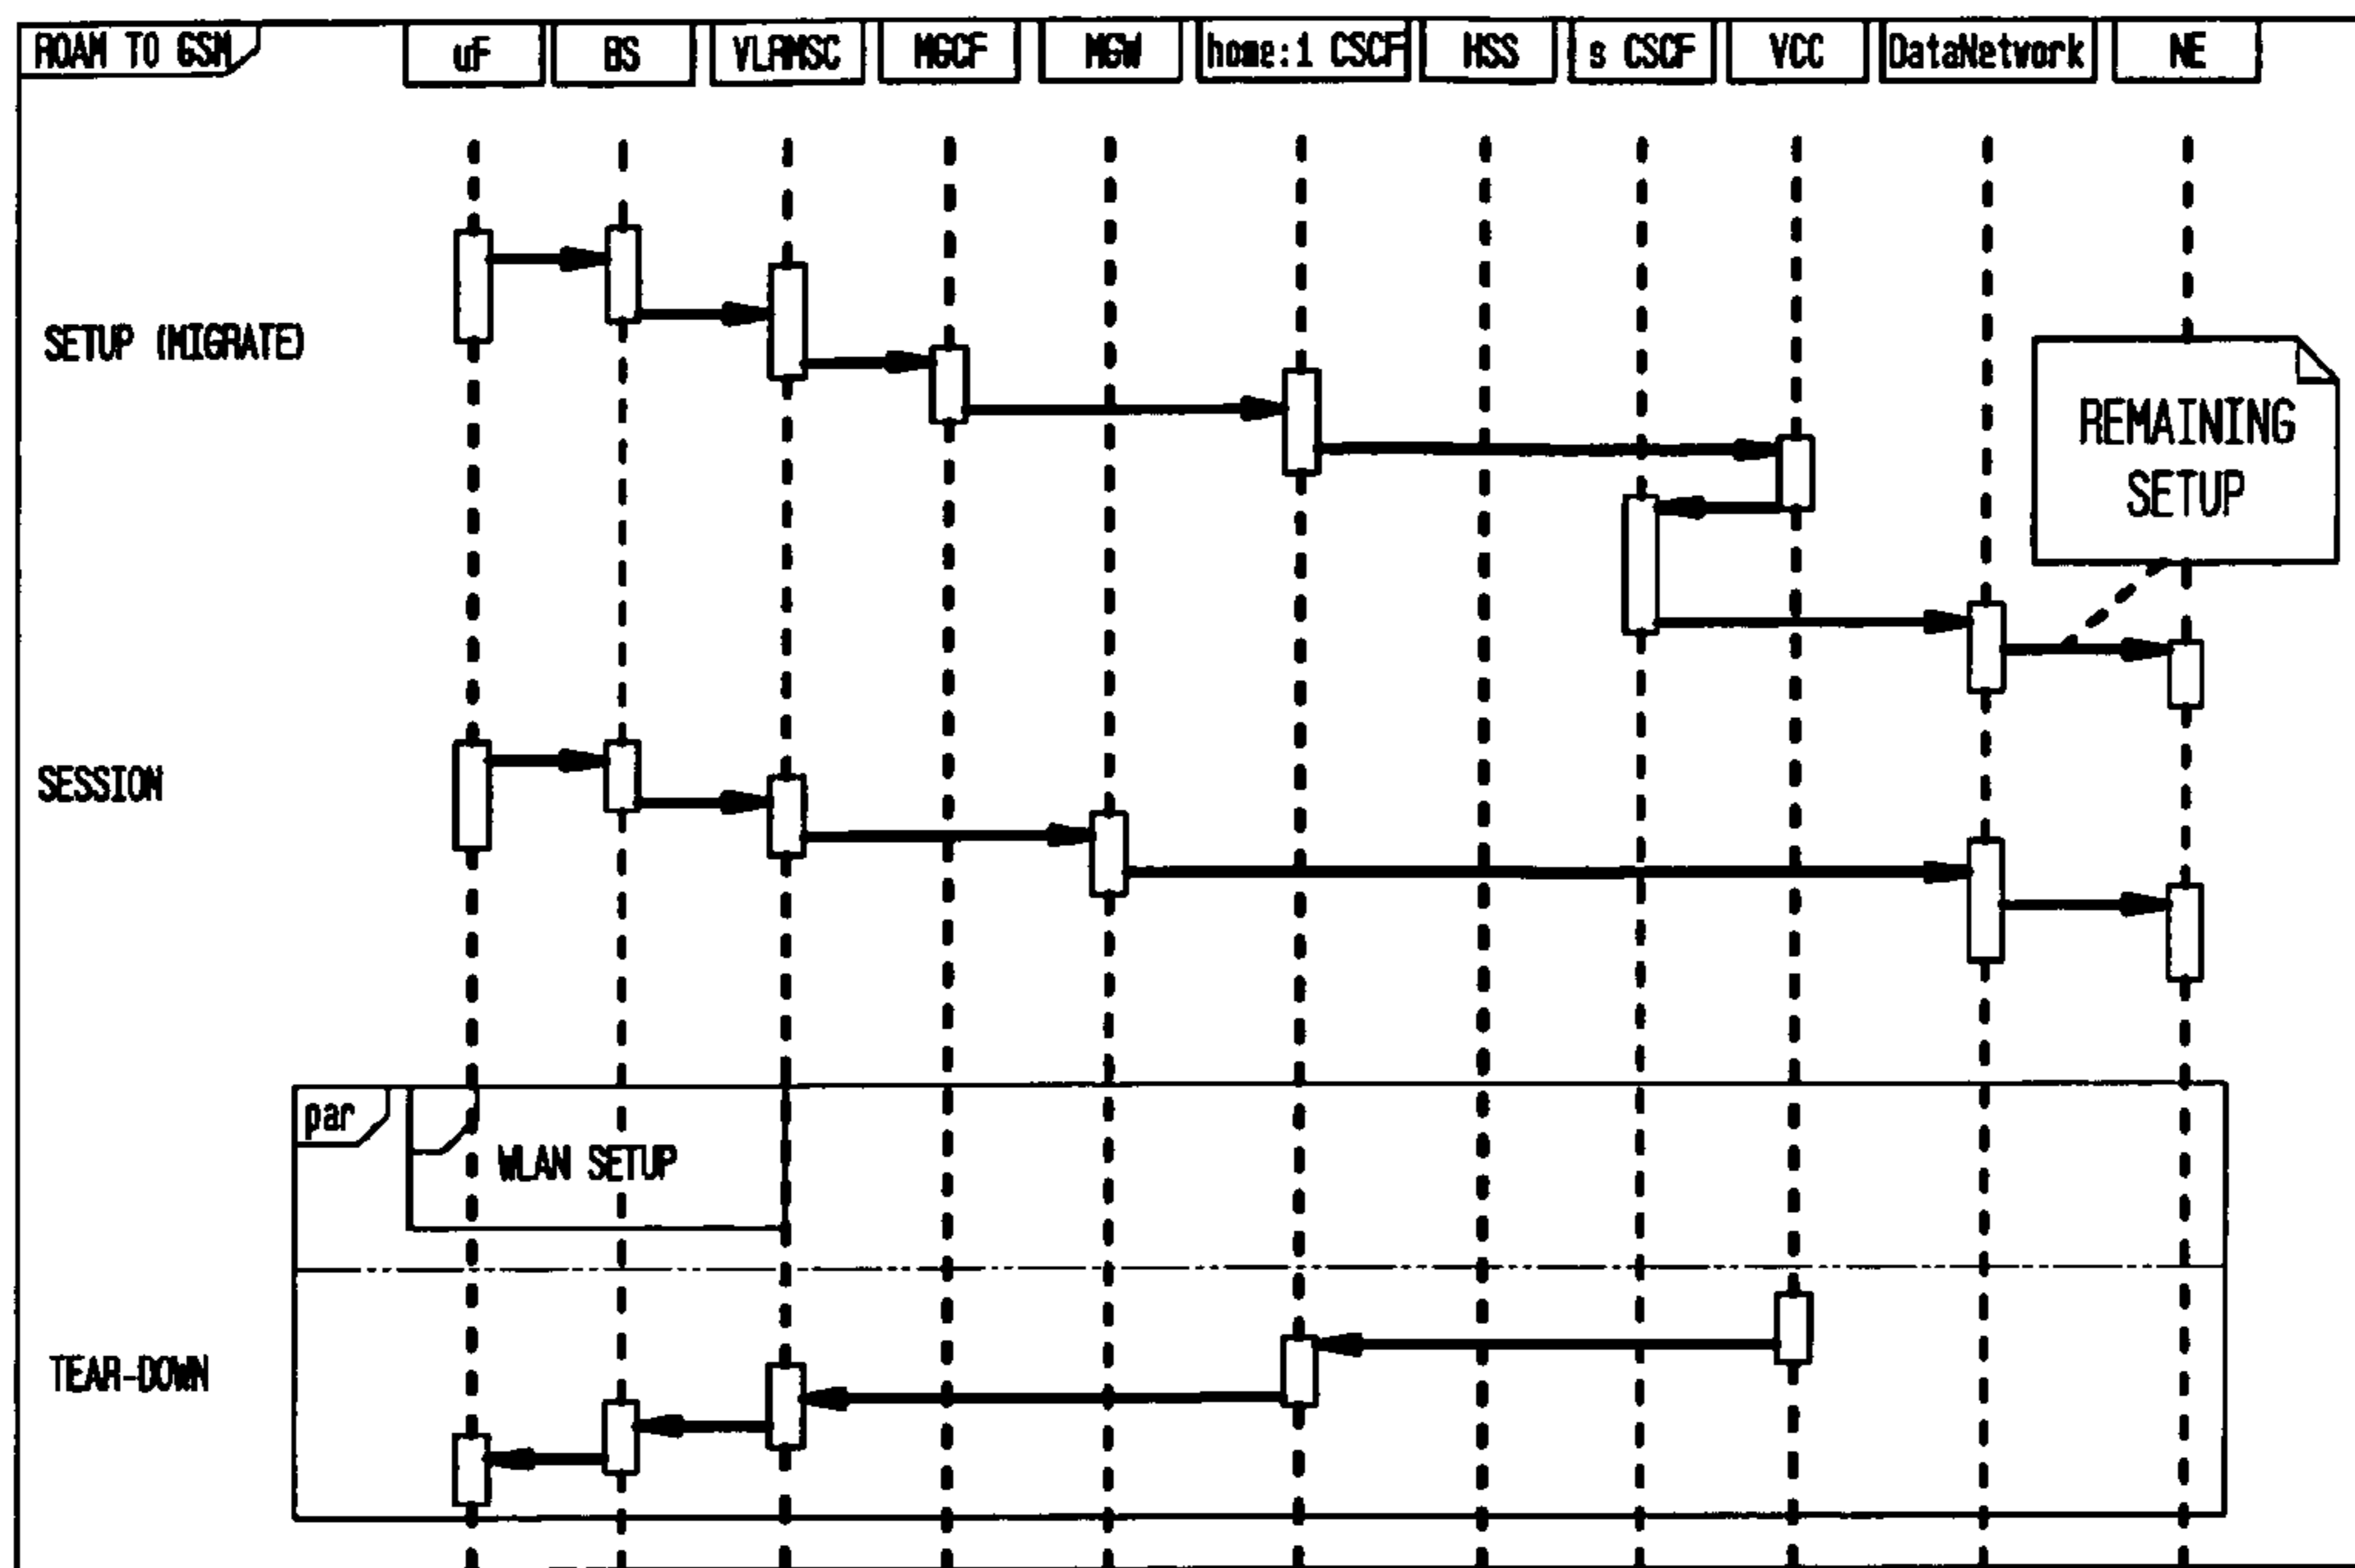 ROAM TO GSM
uF
BS
VLRMSC
MGCF
MGW
home:1 CSCF
HSS
s CSCF
VCC
DataNetwork
NE
SETUP (MIGRATE)
REMAINING
SETUP
SESSION
par
WLAN SETUP
TEAR-DOWN